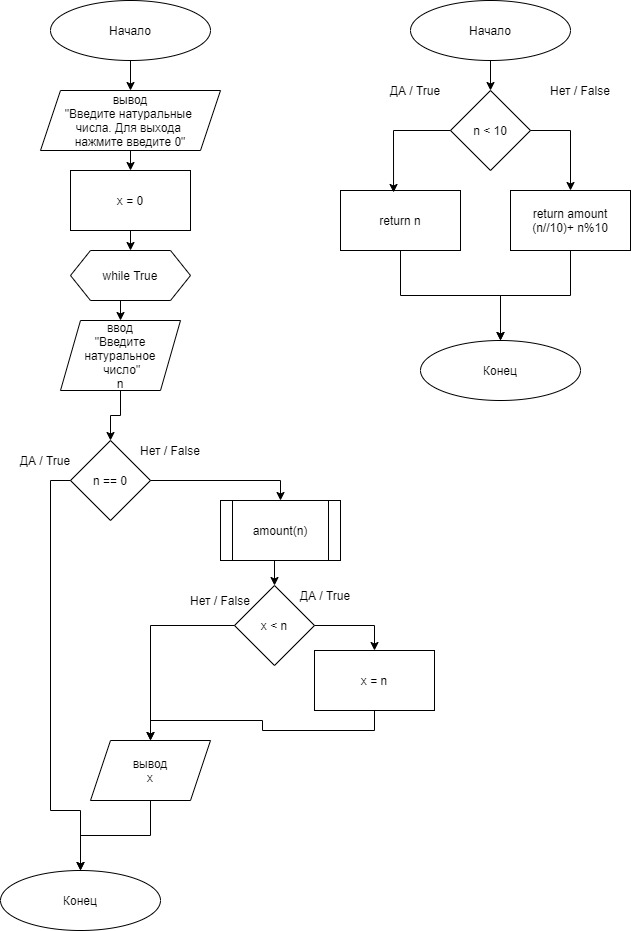 Начало
вывод
"Введите натуральные
числа. Для выхода
нажмите введите 0"
x = 0
while True
ввод
"Введите
натуральное
число"
n
ДА / True
Нет / False
n == 0
amount(n)
Нет / False
ДА / True
x < n
x = n
вывод
x
Конец
Начало
ДА / True
Нет / False
n < 10
return n
return amount
(n//10)+ n%10
Конец